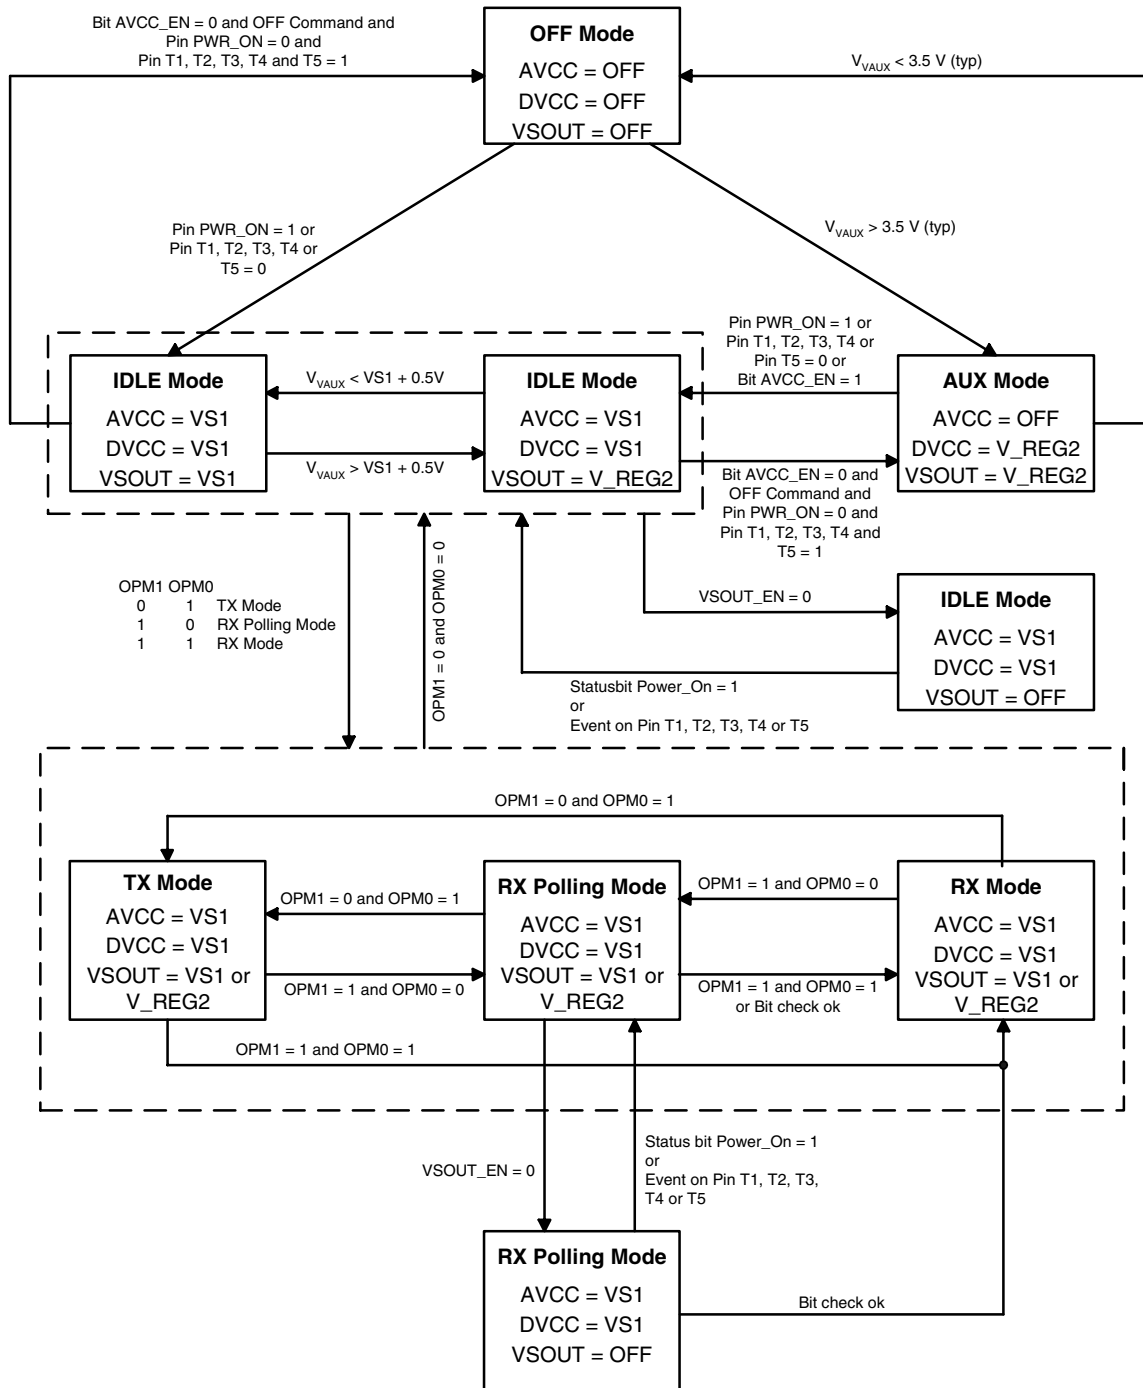 Bit AVCC_EN = 0 and OFF Command and
Pin PWR_ON = 0 and
Pin T1, T2, T3, T4 and T5 = 1
OFF Mode
AVCC = OFF
DVCC = OFF
VSOUT = OFF
VVAUX < 3.5 V (typ)
Pin PWR_ON = 1 or
Pin T1, T2, T3, T4 or
T5 = 0
VVAUX > 3.5 V (typ)
IDLE Mode
AVCC = VS1
DVCC = VS1
VSOUT = VS1
VVAUX < VS1 + 0.5V
VVAUX > VS1 + 0.5V
IDLE Mode
AVCC = VS1
DVCC = VS1
VSOUT = V_REG2
Pin PWR_ON = 1 or
Pin T1, T2, T3, T4 or
Pin T5 = 0 or
Bit AVCC_EN = 1
Bit AVCC_EN = 0 and
OFF Command and
Pin PWR_ON = 0 and
Pin T1, T2, T3, T4 and
T5 = 1
AUX Mode
AVCC = OFF
DVCC = V_REG2
VSOUT = V_REG2
OPM1 OPM0
0 1 TX Mode
1 0 RX Polling Mode
1 1 RX Mode
OPM1 = 0 and OPM0 = 0
VSOUT_EN = 0
Statusbit Power_On = 1
or
Event on Pin T1, T2, T3, T4 or T5
IDLE Mode
AVCC = VS1
DVCC = VS1
VSOUT = OFF
OPM1 = 0 and OPM0 = 1
TX Mode
AVCC = VS1
DVCC = VS1
VSOUT = VS1 or
V_REG2
OPM1 = 0 and OPM0 = 1
OPM1 = 1 and OPM0 = 0
RX Polling Mode
AVCC = VS1
DVCC = VS1
VSOUT = VS1 or
V_REG2
OPM1 = 1 and OPM0 = 0
OPM1 = 1 and OPM0 = 1
or Bit check ok
RX Mode
AVCC = VS1
DVCC = VS1
VSOUT = VS1 or
V_REG2
OPM1 = 1 and OPM0 = 1
VSOUT_EN = 0
Status bit Power_On = 1
or
Event on Pin T1, T2, T3,
T4 or T5
RX Polling Mode
AVCC = VS1
DVCC = VS1
VSOUT = OFF
Bit check ok